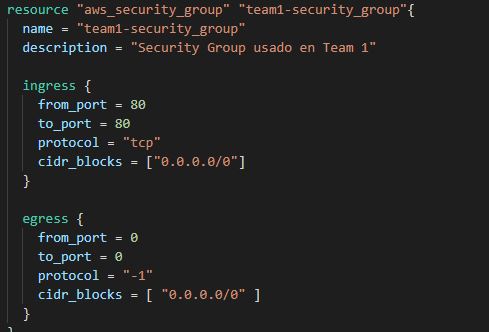 resource "aws_security_group" "team1-security_group"{
name = "team1-security_group"
description = "Security Group usado en Team 1"
ingress {
from_port = 80
to_port = 80
protocol = "tcp"
cidr_blocks = ["0.0.0.0/0"]
}
egress {
from_port = 0
to_port = 0
protocol = "-1"
cidr_blocks = [ "0.0.0.0/0" ]
}
}